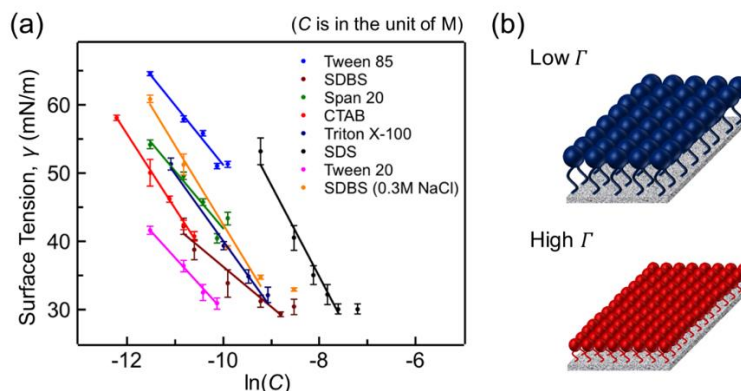 (a)
(C is in the unit of M)
Surface Tension, γ (mN/m)
60
50
40
30
-12
-10
-8
-6
ln(C)
Tween 85
SDBS
Span 20
CTAB
Triton X-100
SDS
Tween 20
SDBS (0.3M NaCl)
(b)
Low Γ
High Γ